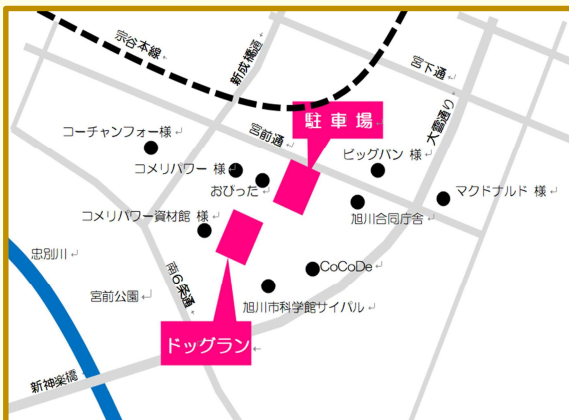 宗谷本線
新成橋通
宮下通
大雪通り
駐車場
コーチャンフォー様
宮前通
ビッグバン 様
コメリパワー 様
おぴった
マクドナルド 様
旭川合同庁舎
コメリパワー資材館 様
忠別川
南6条通
CoCoDe
宮前公園
旭川市科学館サイパル
ドッグラン
新神楽橋